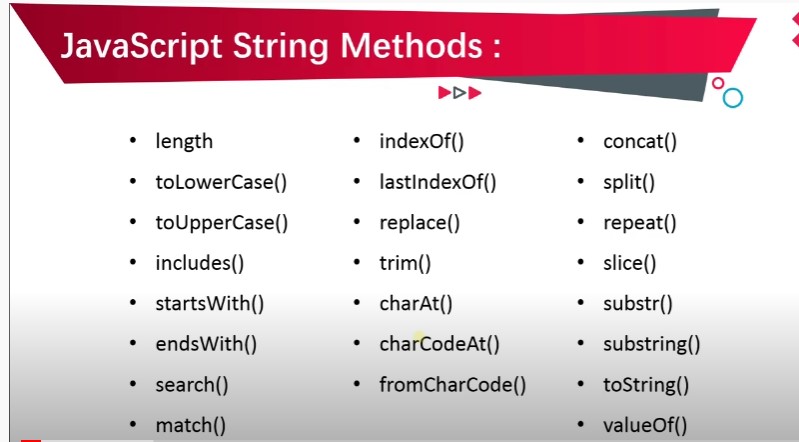 JavaScript String Methods :
• length
• toLowerCase()
• toUpperCase()
• includes()
• startsWith()
• endsWith()
• search()
• match()
• indexOf()
• lastIndexOf()
• replace()
• trim()
• charAt()
• charCodeAt()
• fromCharCode()
• concat()
• split()
• repeat()
• slice()
• substr()
• substring()
• toString()
• valueOf()